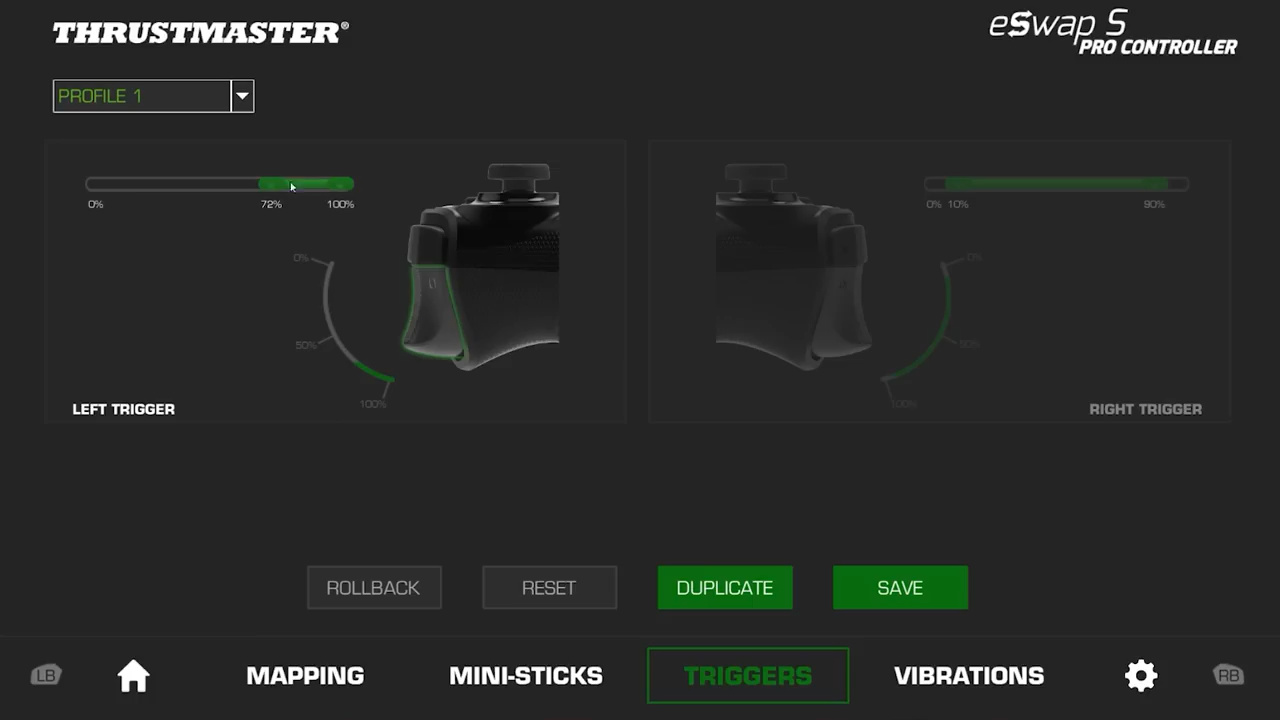 THRUSTMASTER®
eSwap S
PRO CONTROLLER
PROFILE 1
0% 72% 100%
0% 10% 90%
0%
50%
100%
0%
50%
100%
LEFT TRIGGER
RIGHT TRIGGER
ROLLBACK
RESET
DUPLICATE
SAVE
LB
MAPPING
MINI-STICKS
TRIGGERS
VIBRATIONS
RB